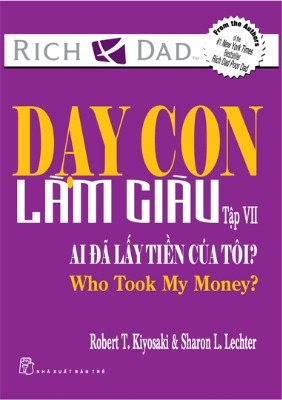 RICH DAD™
From the Authors
of the
#1 New York Times
Bestseller
Rich Dad Poor Dad
DẠY CON
LÀM GIÀU
Tập VII
AI ĐÃ LẤY TIỀN CỦA TÔI?
Who Took My Money?
Robert T. Kiyosaki & Sharon L. Lechter
NHÀ XUẤT BẢN TRẺ